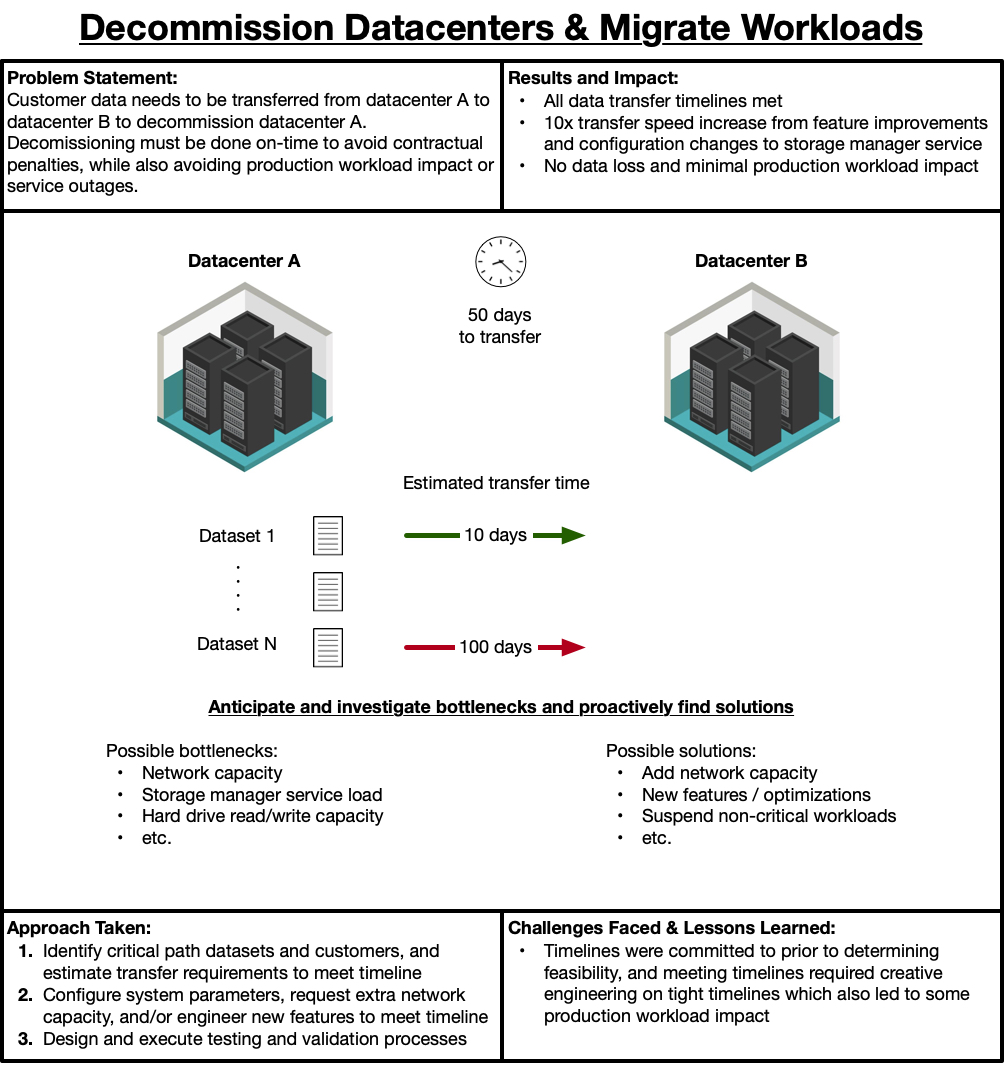 Decommission Datacenters & Migrate Workloads
Problem Statement:
Customer data needs to be transferred from datacenter A to
datacenter B to decommission datacenter A.
Decomissioning must be done on-time to avoid contractual
penalties, while also avoiding production workload impact or
service outages.
Results and Impact:
• All data transfer timelines met
• 10x transfer speed increase from feature improvements
and configuration changes to storage manager service
• No data loss and minimal production workload impact
Datacenter A
50 days
to transfer
Datacenter B
Estimated transfer time
Dataset 1
10 days
Dataset N
100 days
Anticipate and investigate bottlenecks and proactively find solutions
Possible bottlenecks:
• Network capacity
• Storage manager service load
• Hard drive read/write capacity
• etc.
Possible solutions:
• Add network capacity
• New features / optimizations
• Suspend non-critical workloads
• etc.
Approach Taken:
1. Identify critical path datasets and customers, and
estimate transfer requirements to meet timeline
2. Configure system parameters, request extra network
capacity, and/or engineer new features to meet timeline
3. Design and execute testing and validation processes
Challenges Faced & Lessons Learned:
• Timelines were committed to prior to determining
feasibility, and meeting timelines required creative
engineering on tight timelines which also led to some
production workload impact